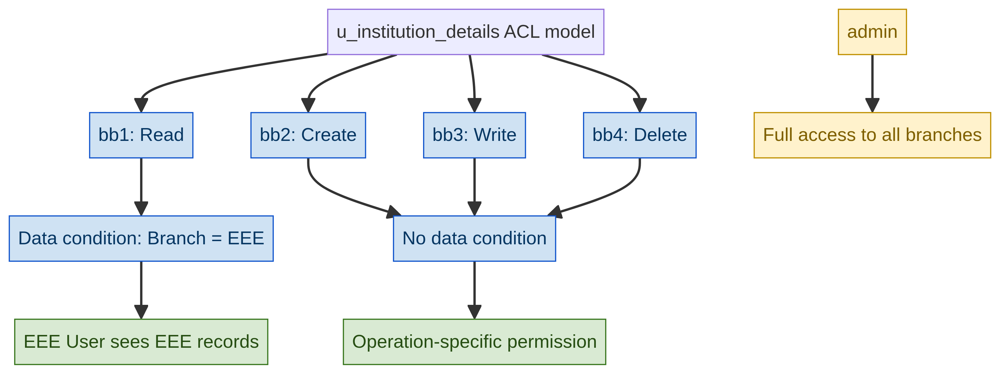 u_institution_details ACL model
admin
bb1: Read
bb2: Create
bb3: Write
bb4: Delete
Full access to all branches
Data condition: Branch = EEE
No data condition
EEE User sees EEE records
Operation-specific permission